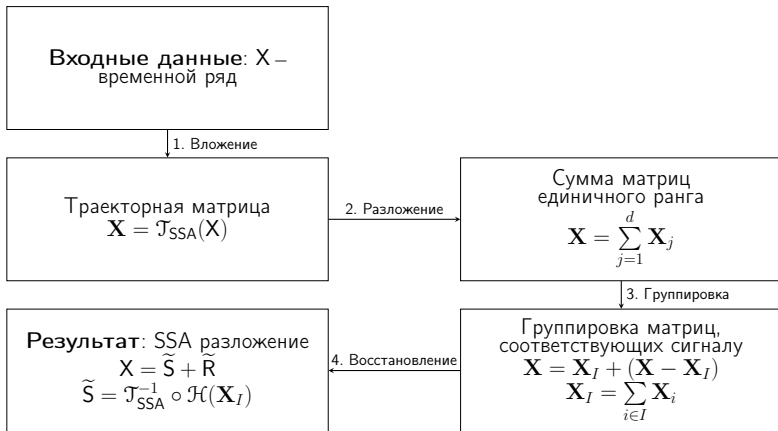 Входные данные: X –
временной ряд
1. Вложение
Траекторная матрица
𝐗 = 𝒯_SSA(X)
2. Разложение
Сумма матриц
единичного ранга
𝐗 = ∑_{j=1}^{d} 𝐗_j
3. Группировка
Группировка матриц,
соответствующих сигналу
𝐗 = 𝐗_I + (𝐗 − 𝐗_I)
𝐗_I = ∑_{i∈I} 𝐗_i
4. Восстановление
Результат: SSA разложение
X = S̃ + R̃
S̃ = 𝒯_SSA^{−1} ∘ ℋ(𝐗_I)